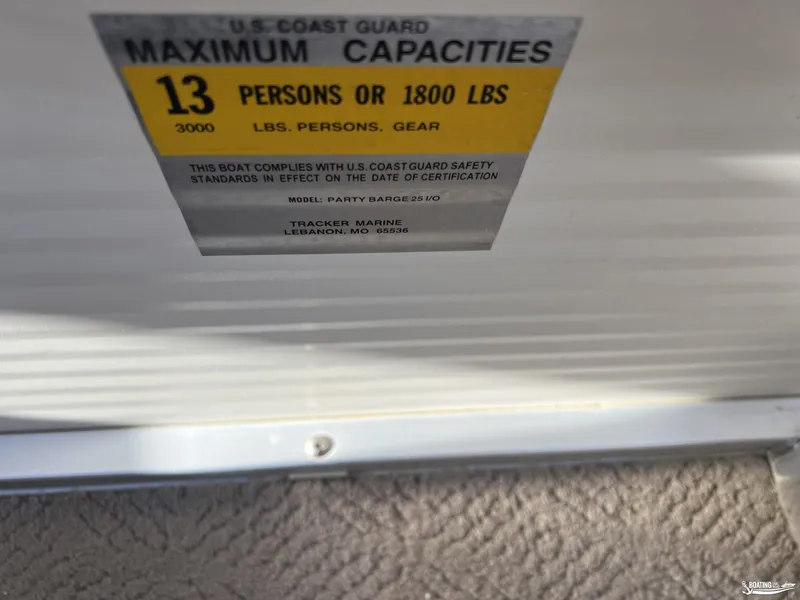 U.S. COAST GUARD
MAXIMUM CAPACITIES
13 PERSONS OR 1800 LBS
3000 LBS. PERSONS, GEAR
THIS BOAT COMPLIES WITH U.S. COAST GUARD SAFETY
STANDARDS IN EFFECT ON THE DATE OF CERTIFICATION
MODEL: PARTY BARGE 25 I/O
TRACKER MARINE
LEBANON, MO 65536
BOATING